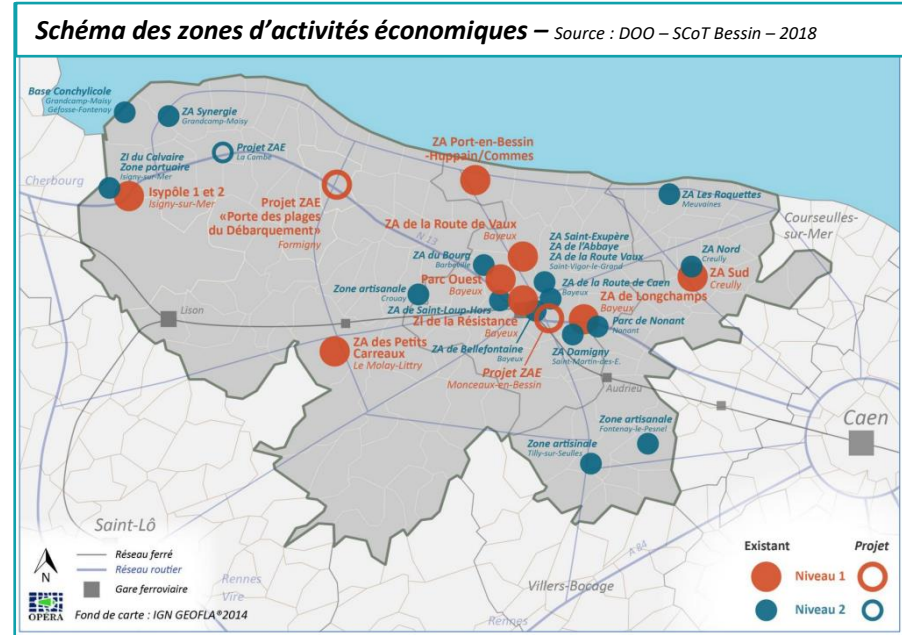 Schéma des zones d'activités économiques – Source : DOO – SCoT Bessin – 2018
Base Conchylicole
Grandcamp-Maisy
Géfosse-Fontenay
ZA Synergie
Grandcamp-Maisy
Projet ZAE
La Cambe
ZA Port-en-Bessin
-Huppain/Commes
ZI du Calvaire
Zone portuaire
Isigny-sur-Mer
Cherbourg
Isypôle 1 et 2
Isigny-sur-Mer
Projet ZAE
«Porte des plages
du Débarquement»
Formigny
N 13
ZA Les Roquettes
Meuvaines
Courseulles-
sur-Mer
ZA de la Route de Vaux
Bayeux
ZA Saint-Exupère
ZA de l'Abbaye
ZA de la Route Vaux
Saint-Vigor-le-Grand
ZA Nord
Creully
ZA Sud
Creully
ZA du Bourg
Barbeville
Parc Ouest
Bayeux
ZA de la Route de Caen
Bayeux
Zone artisanale
Crouay
ZA de Saint-Loup-Hors
ZA de Longchamps
Bayeux
Lison
ZI de la Résistance
Bayeux
Parc de Nonant
Nonant
ZA des Petits
Carreaux
Le Molay-Littry
ZA de Bellefontaine
Bayeux
ZA Damigny
Saint-Martin-des-E.
Projet ZAE
Monceaux-en-Bessin
Audrieu
Caen
Zone artisanale
Fontenay-le-Pesnel
Zone artisinale
Tilly-sur-Seulles
Saint-Lô
A 84
Villers-Bocage
Rennes
Vire
Rennes
N
Réseau ferré
Réseau routier
Gare ferroviaire
OPERA
Fond de carte : IGN GEOFLA®2014
Existant
Projet
Niveau 1
Niveau 2